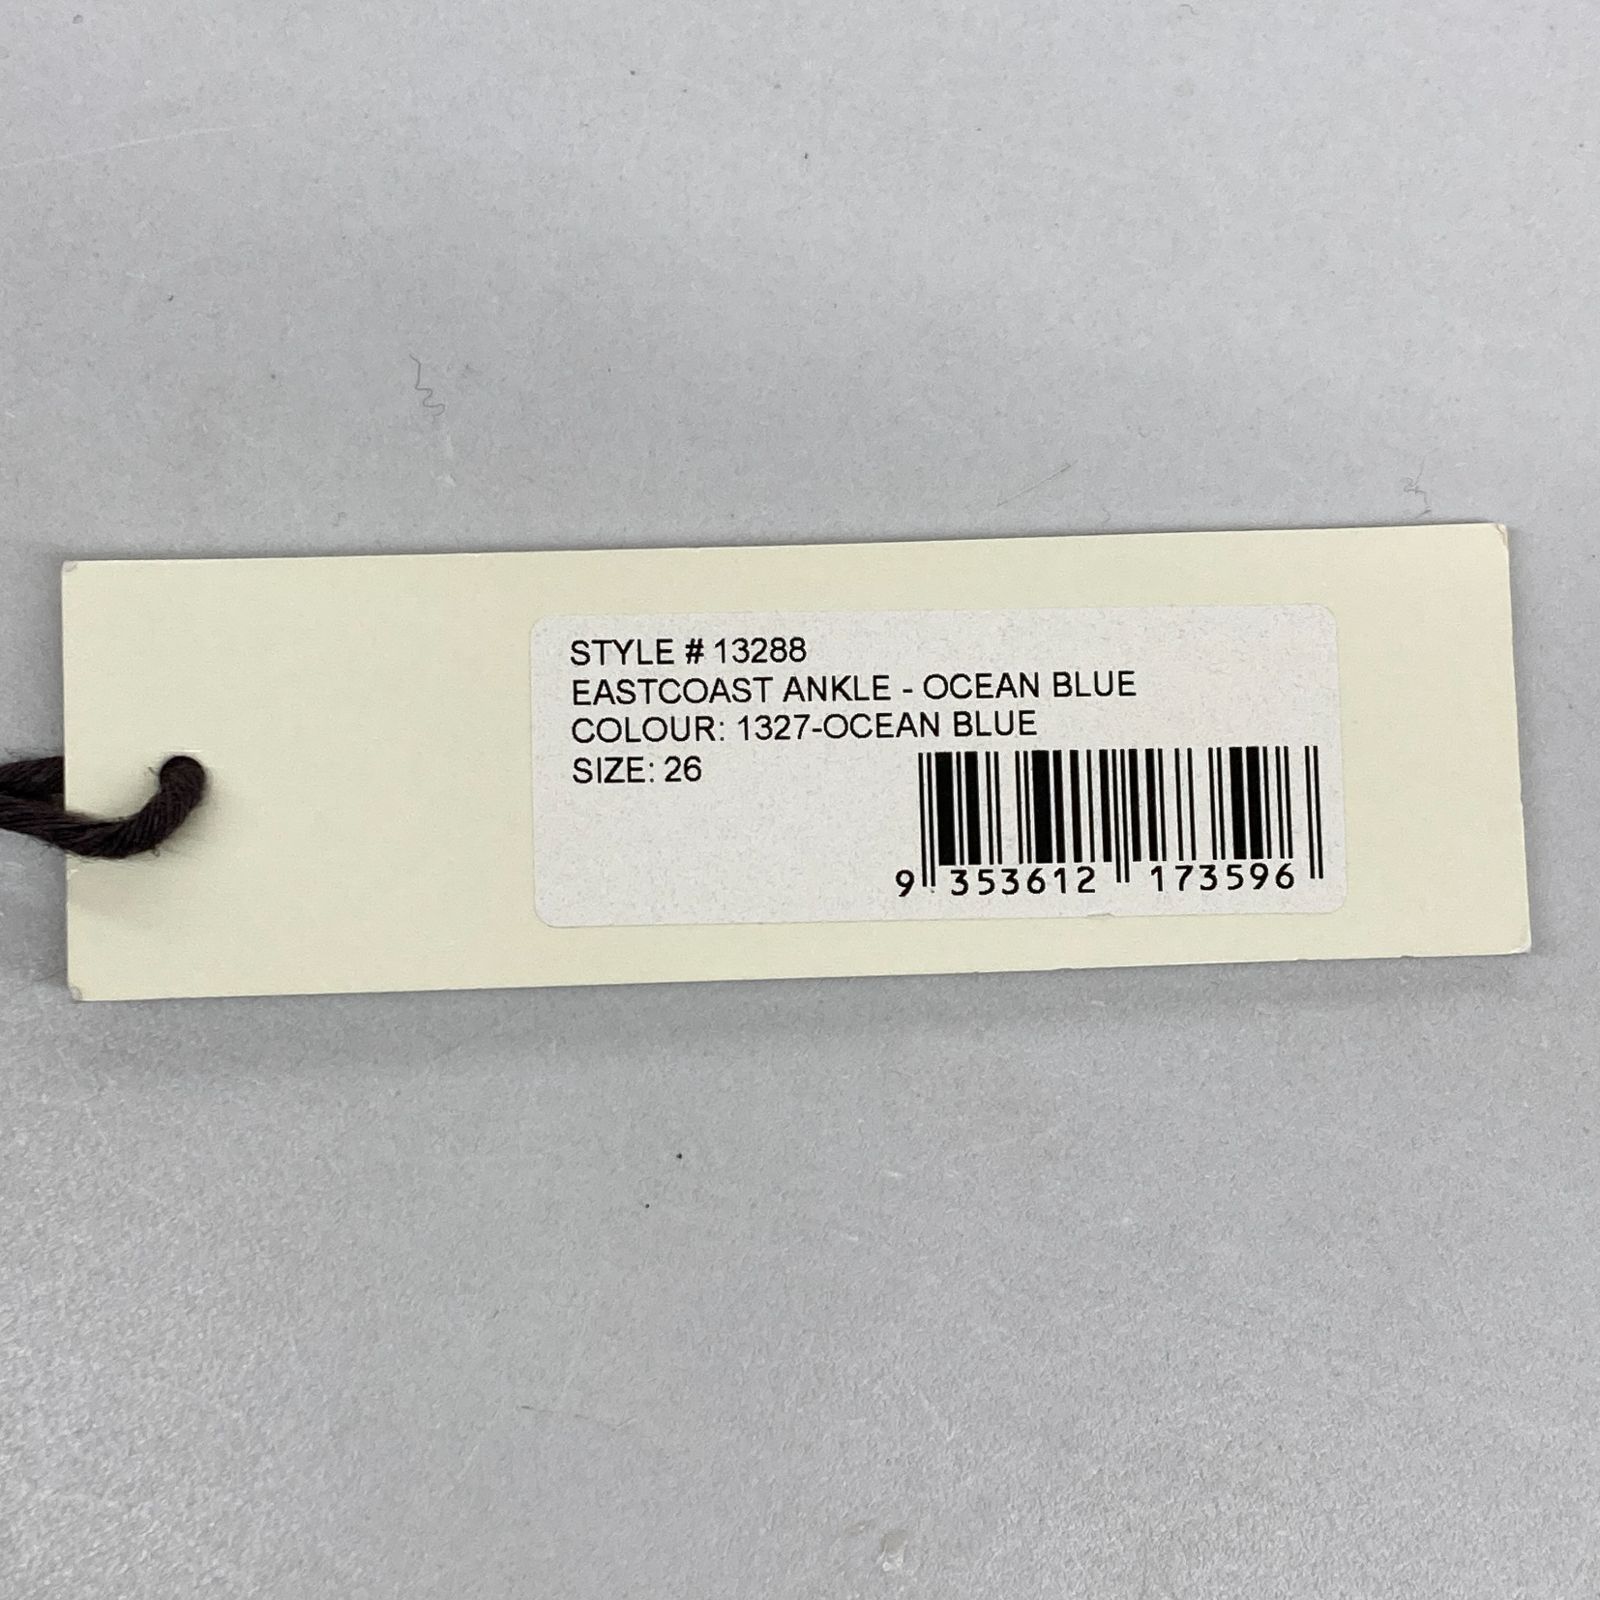 STYLE # 13288
EASTCOAST ANKLE - OCEAN BLUE
COLOUR: 1327-OCEAN BLUE
SIZE: 26
9 353612 173596